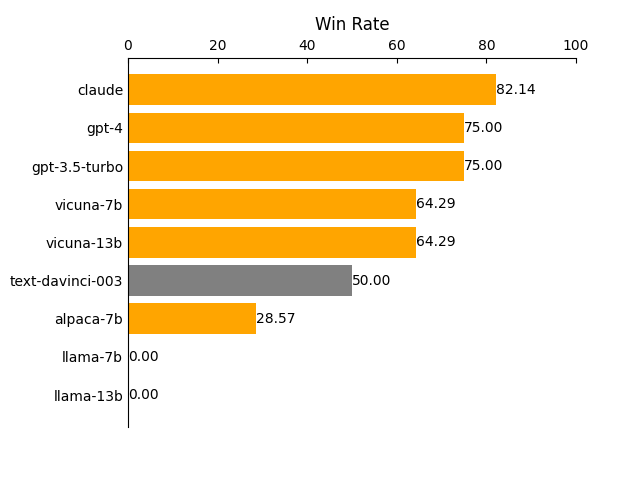 Win Rate
0 20 40 60 80 100
claude 82.14
gpt-4 75.00
gpt-3.5-turbo 75.00
vicuna-7b 64.29
vicuna-13b 64.29
text-davinci-003 50.00
alpaca-7b 28.57
llama-7b 0.00
llama-13b 0.00